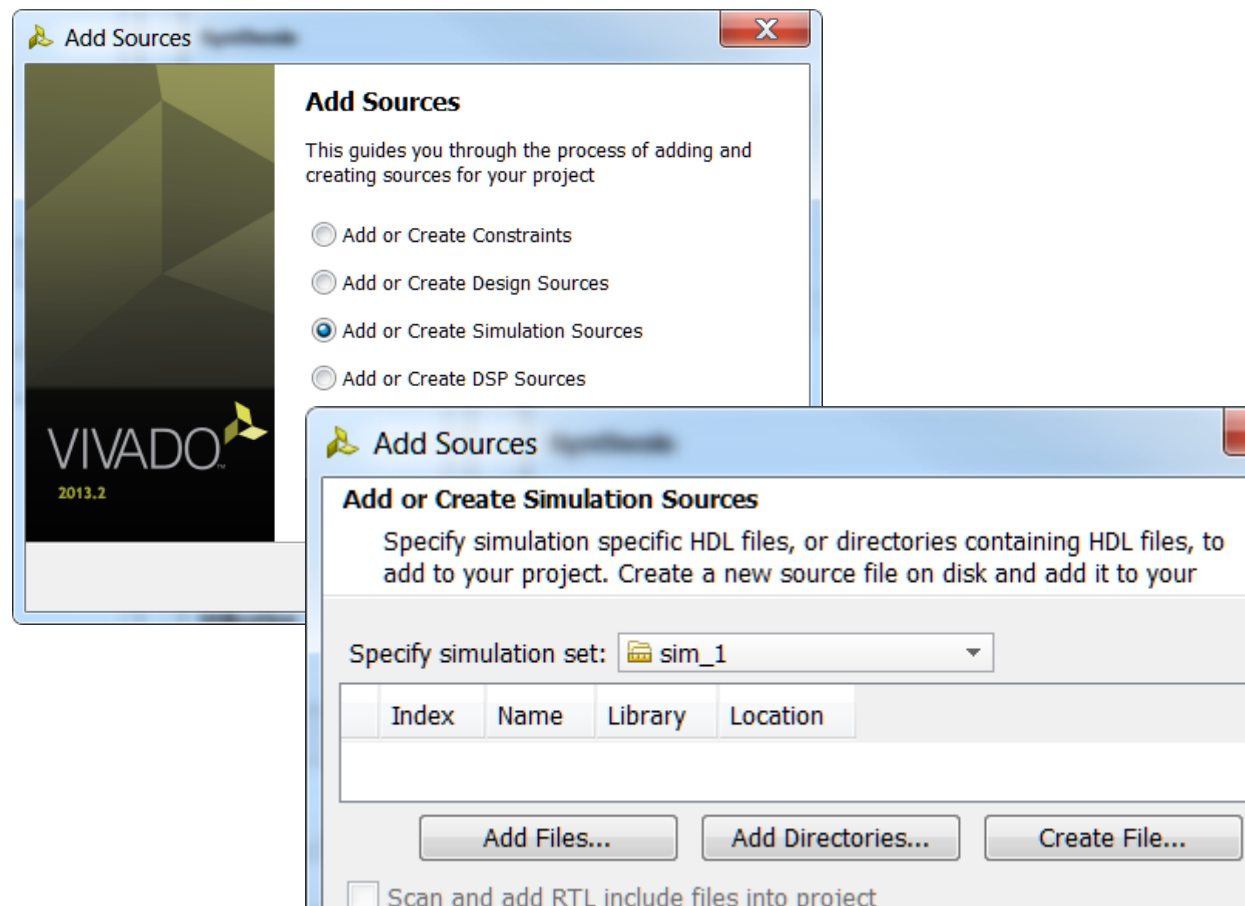 Add Sources
Add Sources
This guides you through the process of adding and
creating sources for your project
Add or Create Constraints
Add or Create Design Sources
Add or Create Simulation Sources
Add or Create DSP Sources
VIVADO™
2013.2
Add Sources
Add or Create Simulation Sources
Specify simulation specific HDL files, or directories containing HDL files, to
add to your project. Create a new source file on disk and add it to your
Specify simulation set: sim_1
Index Name Library Location
Add Files... Add Directories... Create File...
Scan and add RTL include files into project